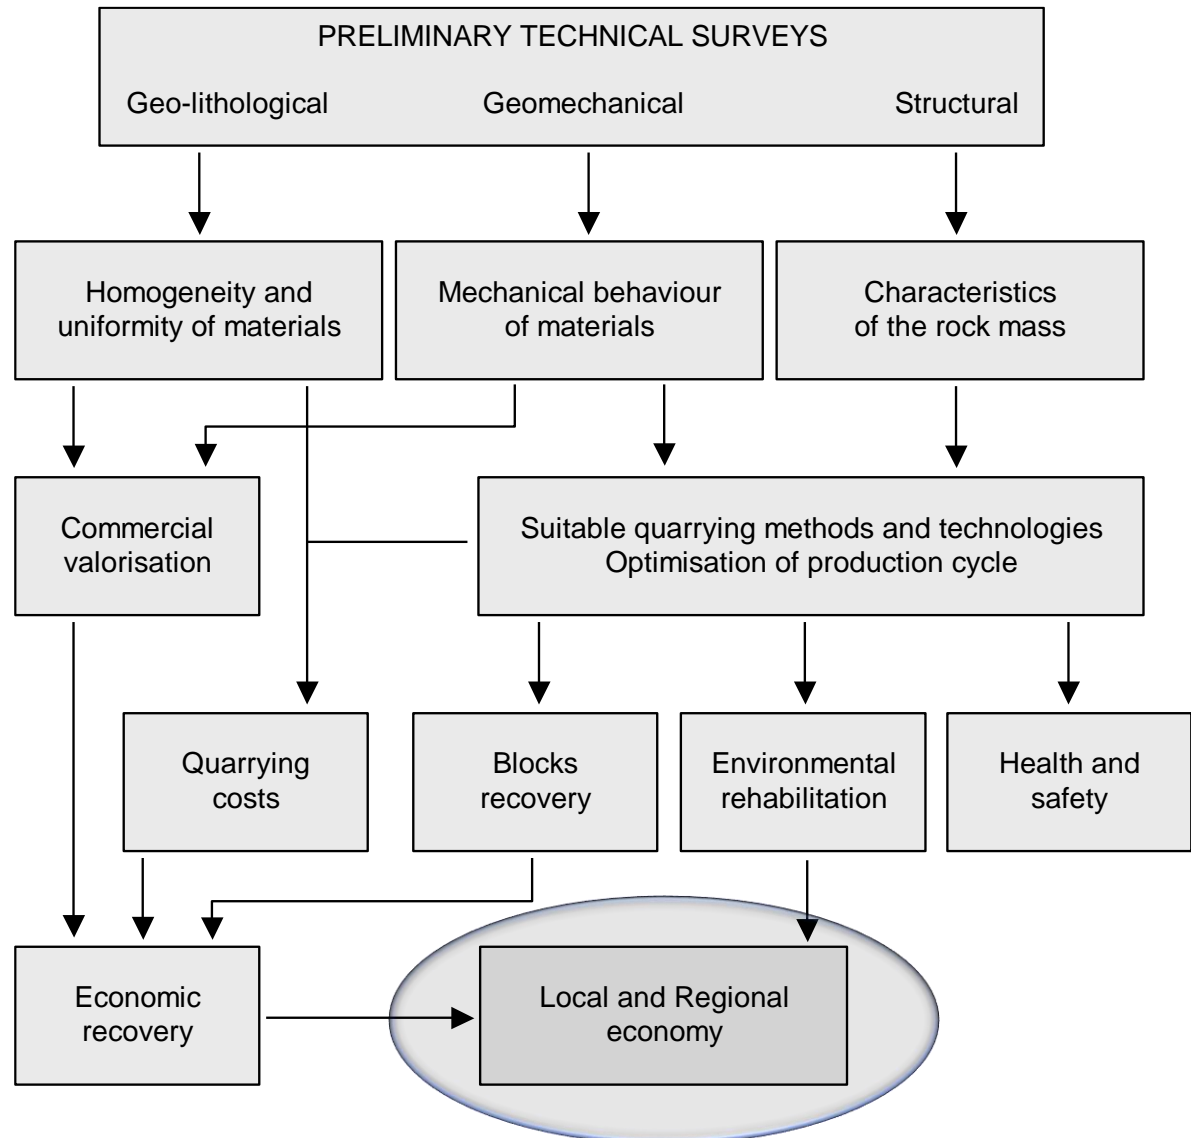 PRELIMINARY TECHNICAL SURVEYS
Geo-lithological
Geomechanical
Structural
Homogeneity and
uniformity of materials
Mechanical behaviour
of materials
Characteristics
of the rock mass
Commercial
valorisation
Suitable quarrying methods and technologies
Optimisation of production cycle
Quarrying
costs
Blocks
recovery
Environmental
rehabilitation
Health and
safety
Economic
recovery
Local and Regional
economy